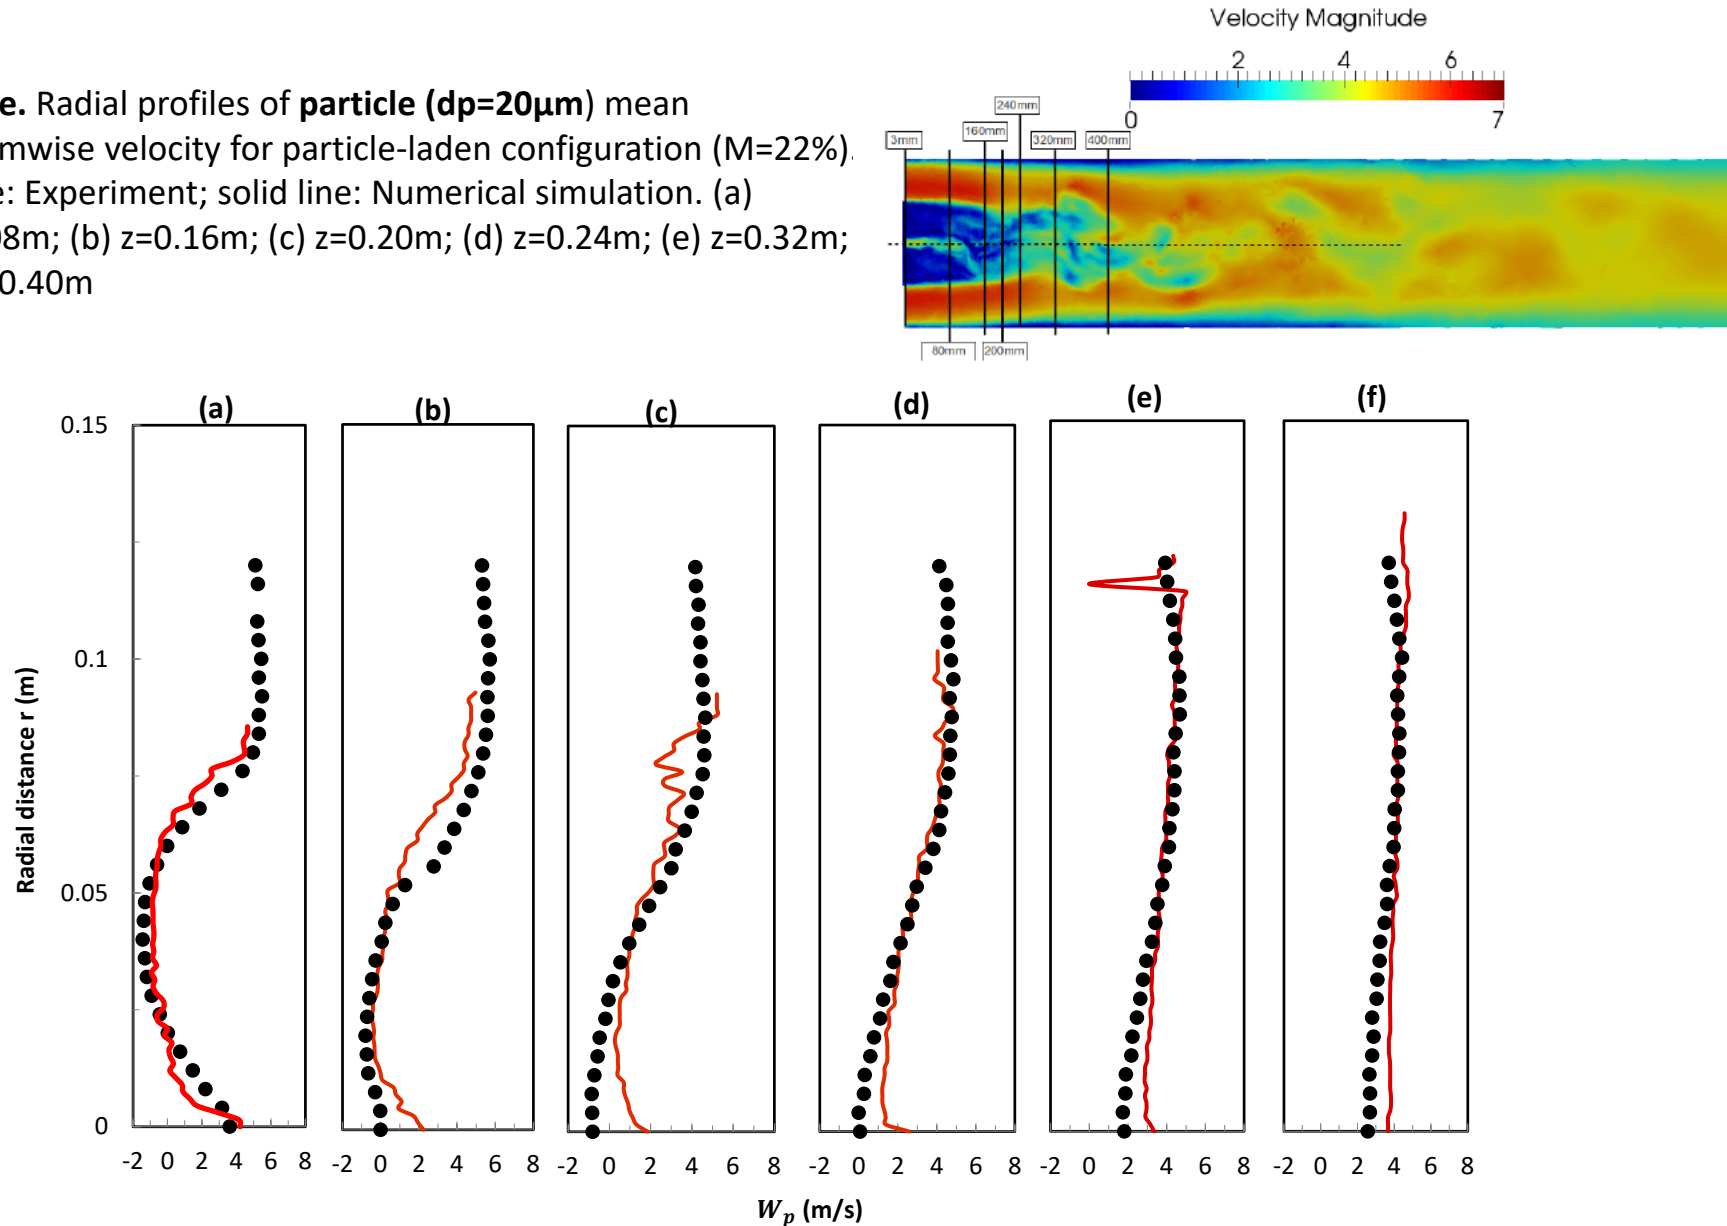 Velocity Magnitude
2 4 6
0 7
e. Radial profiles of particle (dp=20µm) mean
mwise velocity for particle-laden configuration (M=22%).
e: Experiment; solid line: Numerical simulation. (a)
08m; (b) z=0.16m; (c) z=0.20m; (d) z=0.24m; (e) z=0.32m;
0.40m
240mm
160mm
3mm 320mm 400mm
80mm 200mm
(a) (b) (c) (d) (e) (f)
0.15
0.1
0.05
0
Radial distance r (m)
-2 0 2 4 6 8 -2 0 2 4 6 8 -2 0 2 4 6 8 -2 0 2 4 6 8 -2 0 2 4 6 8 -2 0 2 4 6 8
Wp (m/s)